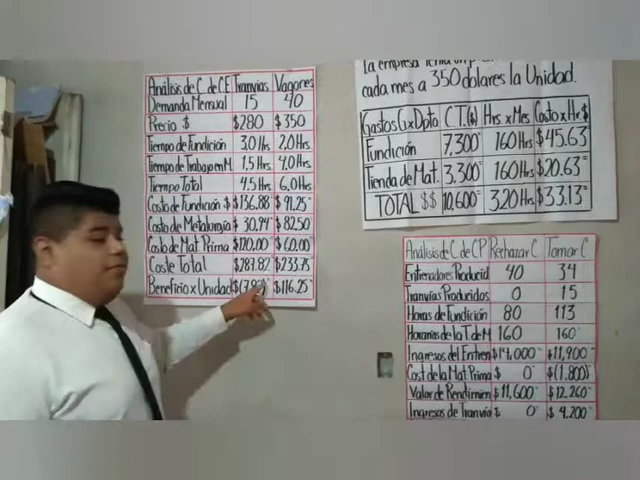 Análisis de C. de CE Tranvías Vagones
Demanda Mensual 15 40
Precio $ $280 $350
Tiempo de Fundición 3.0 Hrs 2.0 Hrs
Tiempo de Trabajo en M 1.5 Hrs 4.0 Hrs
Tiempo Total 4.5 Hrs 6.0 Hrs
Costo de Fundición $ $136.88 $91.25
Costo de Metalurgia $30.94 $82.50
Costo de Mat Prima $120.00 $60.00
Coste Total $287.82 $233.75
Beneficio x Unidad $116.25
cada mes a 350 dolares la Unidad.
Gastos G x Dpto C.T.($) Hrs x Mes Costo x Hr $
Fundición 7,300 160 Hrs $45.63
Tienda de Mat. 3,300 160 Hrs $20.63
TOTAL $$ 10,600 320 Hrs $33.13
Análisis de C. de CP Rechazar C Tomar C
Entrenadores Producid 40 34
Tranvías Producidos 0 15
Horas de Fundición 80 113
Horarios de la T. de M 160 160
Ingresos del Entren $14,000 $11,900
Cost de la Mat Prima $ 0 $(1.800)
Valor de Rendimien $11,600 $12,260
Ingresos de Tranvía $ 0 $4.200